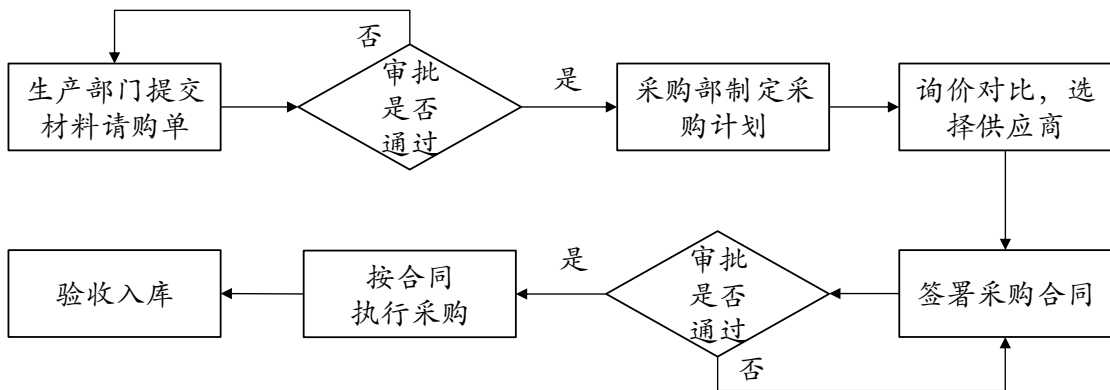 否
生产部门提交
材料请购单
审批
是否
通过
是
采购部制定采
购计划
询价对比，选
择供应商
签署采购合同
审批
是否
通过
否
是
按合同
执行采购
验收入库